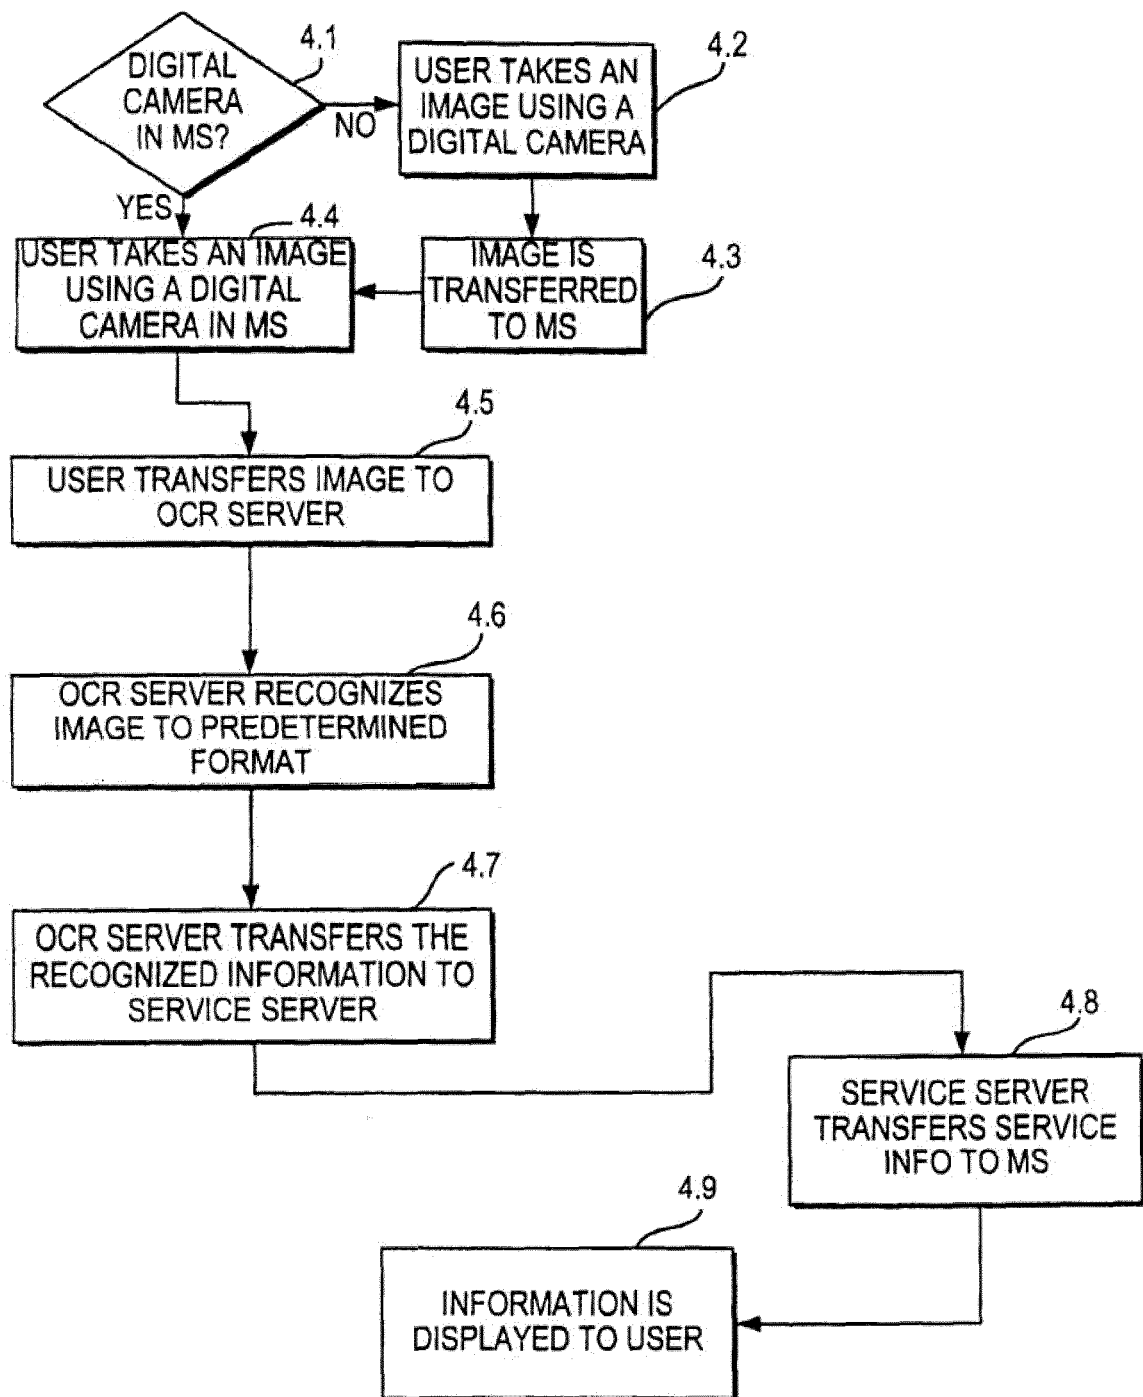 4.1
DIGITAL
CAMERA
IN MS?
NO
YES
4.2
USER TAKES AN
IMAGE USING A
DIGITAL CAMERA
4.3
IMAGE IS
TRANSFERRED
TO MS
4.4
USER TAKES AN IMAGE
USING A DIGITAL
CAMERA IN MS
4.5
USER TRANSFERS IMAGE TO
OCR SERVER
4.6
OCR SERVER RECOGNIZES
IMAGE TO PREDETERMINED
FORMAT
4.7
OCR SERVER TRANSFERS THE
RECOGNIZED INFORMATION TO
SERVICE SERVER
4.8
SERVICE SERVER
TRANSFERS SERVICE
INFO TO MS
4.9
INFORMATION IS
DISPLAYED TO USER